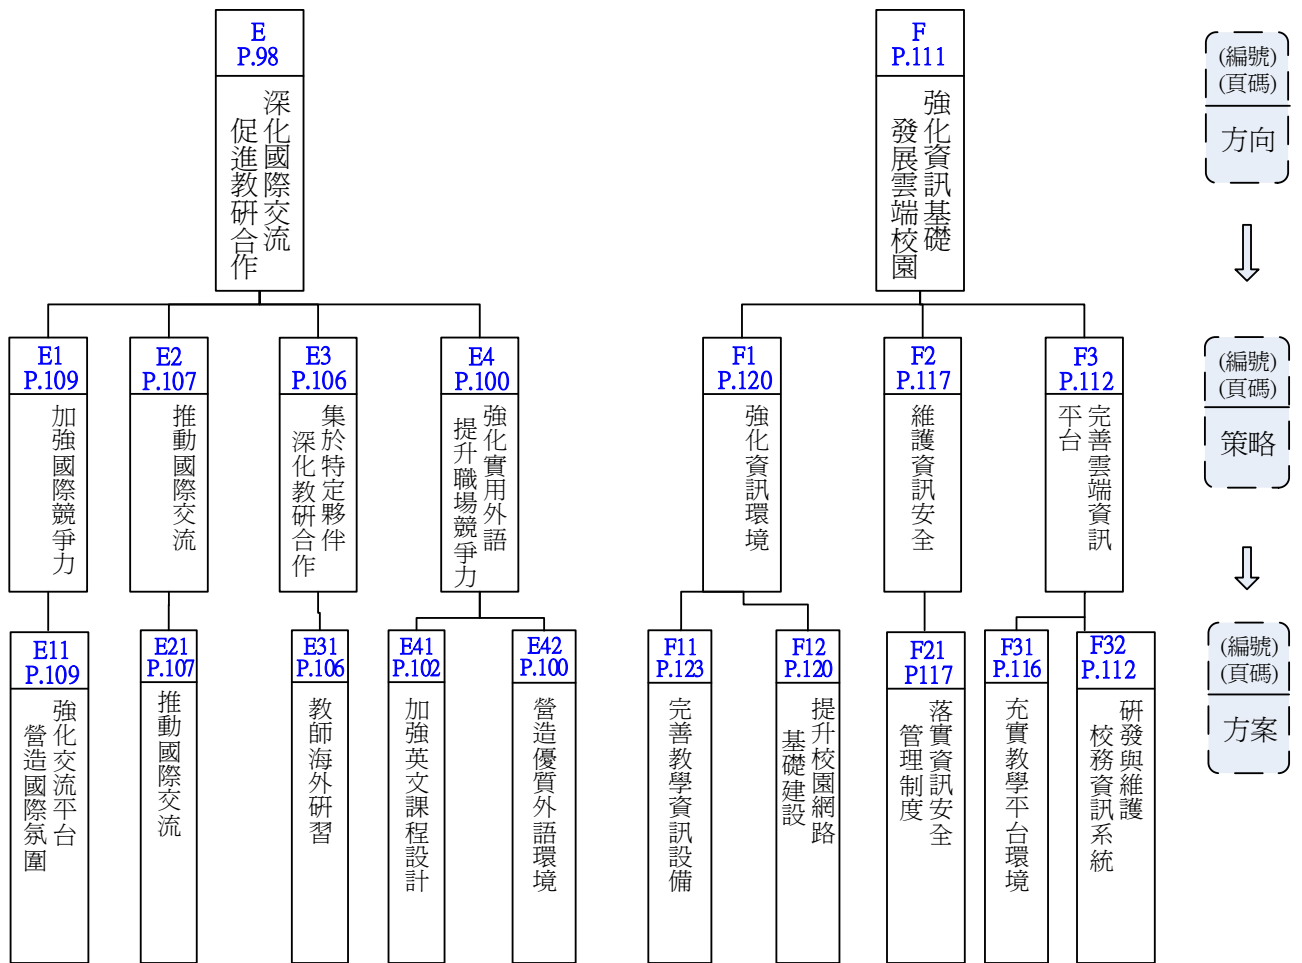 E
P.98
深化國際交流
促進教研合作
F
P.111
強化資訊基礎
發展雲端校園
(編號)
(頁碼)
方向
E1
P.109
加強國際競爭力
E2
P.107
推動國際交流
E3
P.106
集於特定夥伴
深化教研合作
E4
P.100
強化實用外語
提升職場競爭力
F1
P.120
強化資訊環境
F2
P.117
維護資訊安全
F3
P.112
完善雲端資訊
平台
(編號)
(頁碼)
策略
E11
P.109
強化交流平台
營造國際氛圍
E21
P.107
推動國際交流
E31
P.106
教師海外研習
E41
P.102
加強英文課程設計
E42
P.100
營造優質外語環境
F11
P.123
完善教學資訊設備
F12
P.120
提升校園網路
基礎建設
F21
P117
落實資訊安全
管理制度
F31
P.116
充實教學平台環境
F32
P.112
研發與維護
校務資訊系統
(編號)
(頁碼)
方案